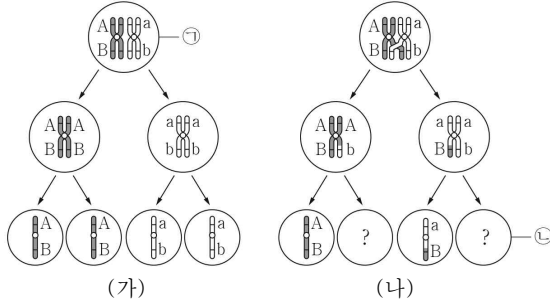 A a A a
B b ㉠ B b
A A a a A A a a
B B b b B b B b
A A a a A ? a ?
B B b b B B ㉡
(가) (나)